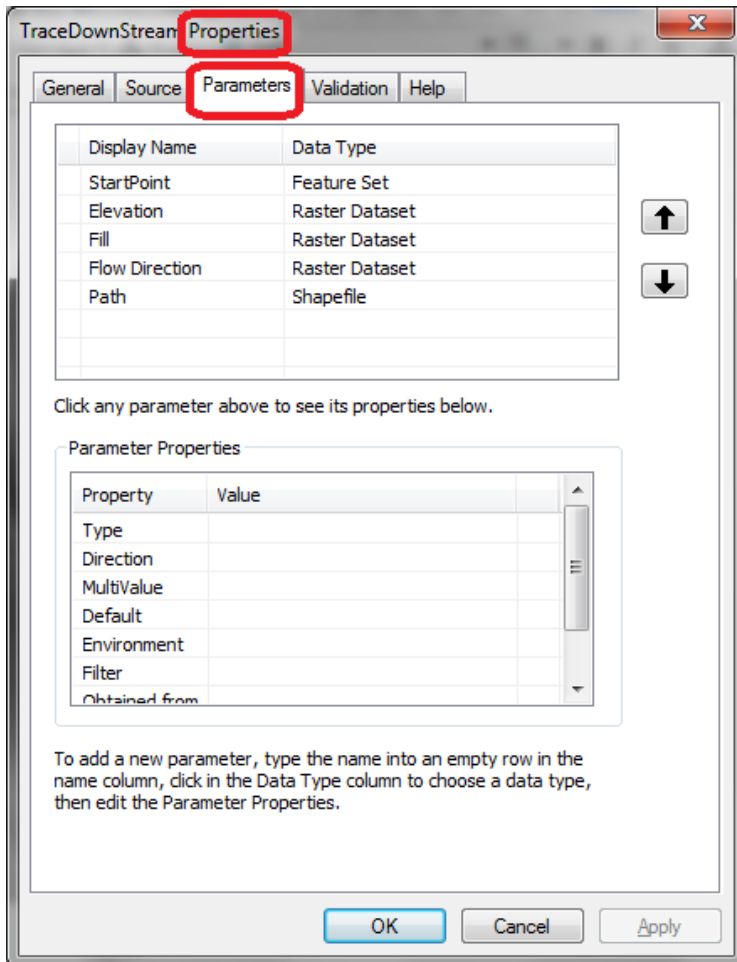 TraceDownStream Properties
General Source Parameters Validation Help
Display Name Data Type
StartPoint Feature Set
Elevation Raster Dataset
Fill Raster Dataset
Flow Direction Raster Dataset
Path Shapefile
Click any parameter above to see its properties below.
Parameter Properties
Property Value
Type
Direction
MultiValue
Default
Environment
Filter
Obtained from
To add a new parameter, type the name into an empty row in the
name column, click in the Data Type column to choose a data type,
then edit the Parameter Properties.
OK Cancel Apply